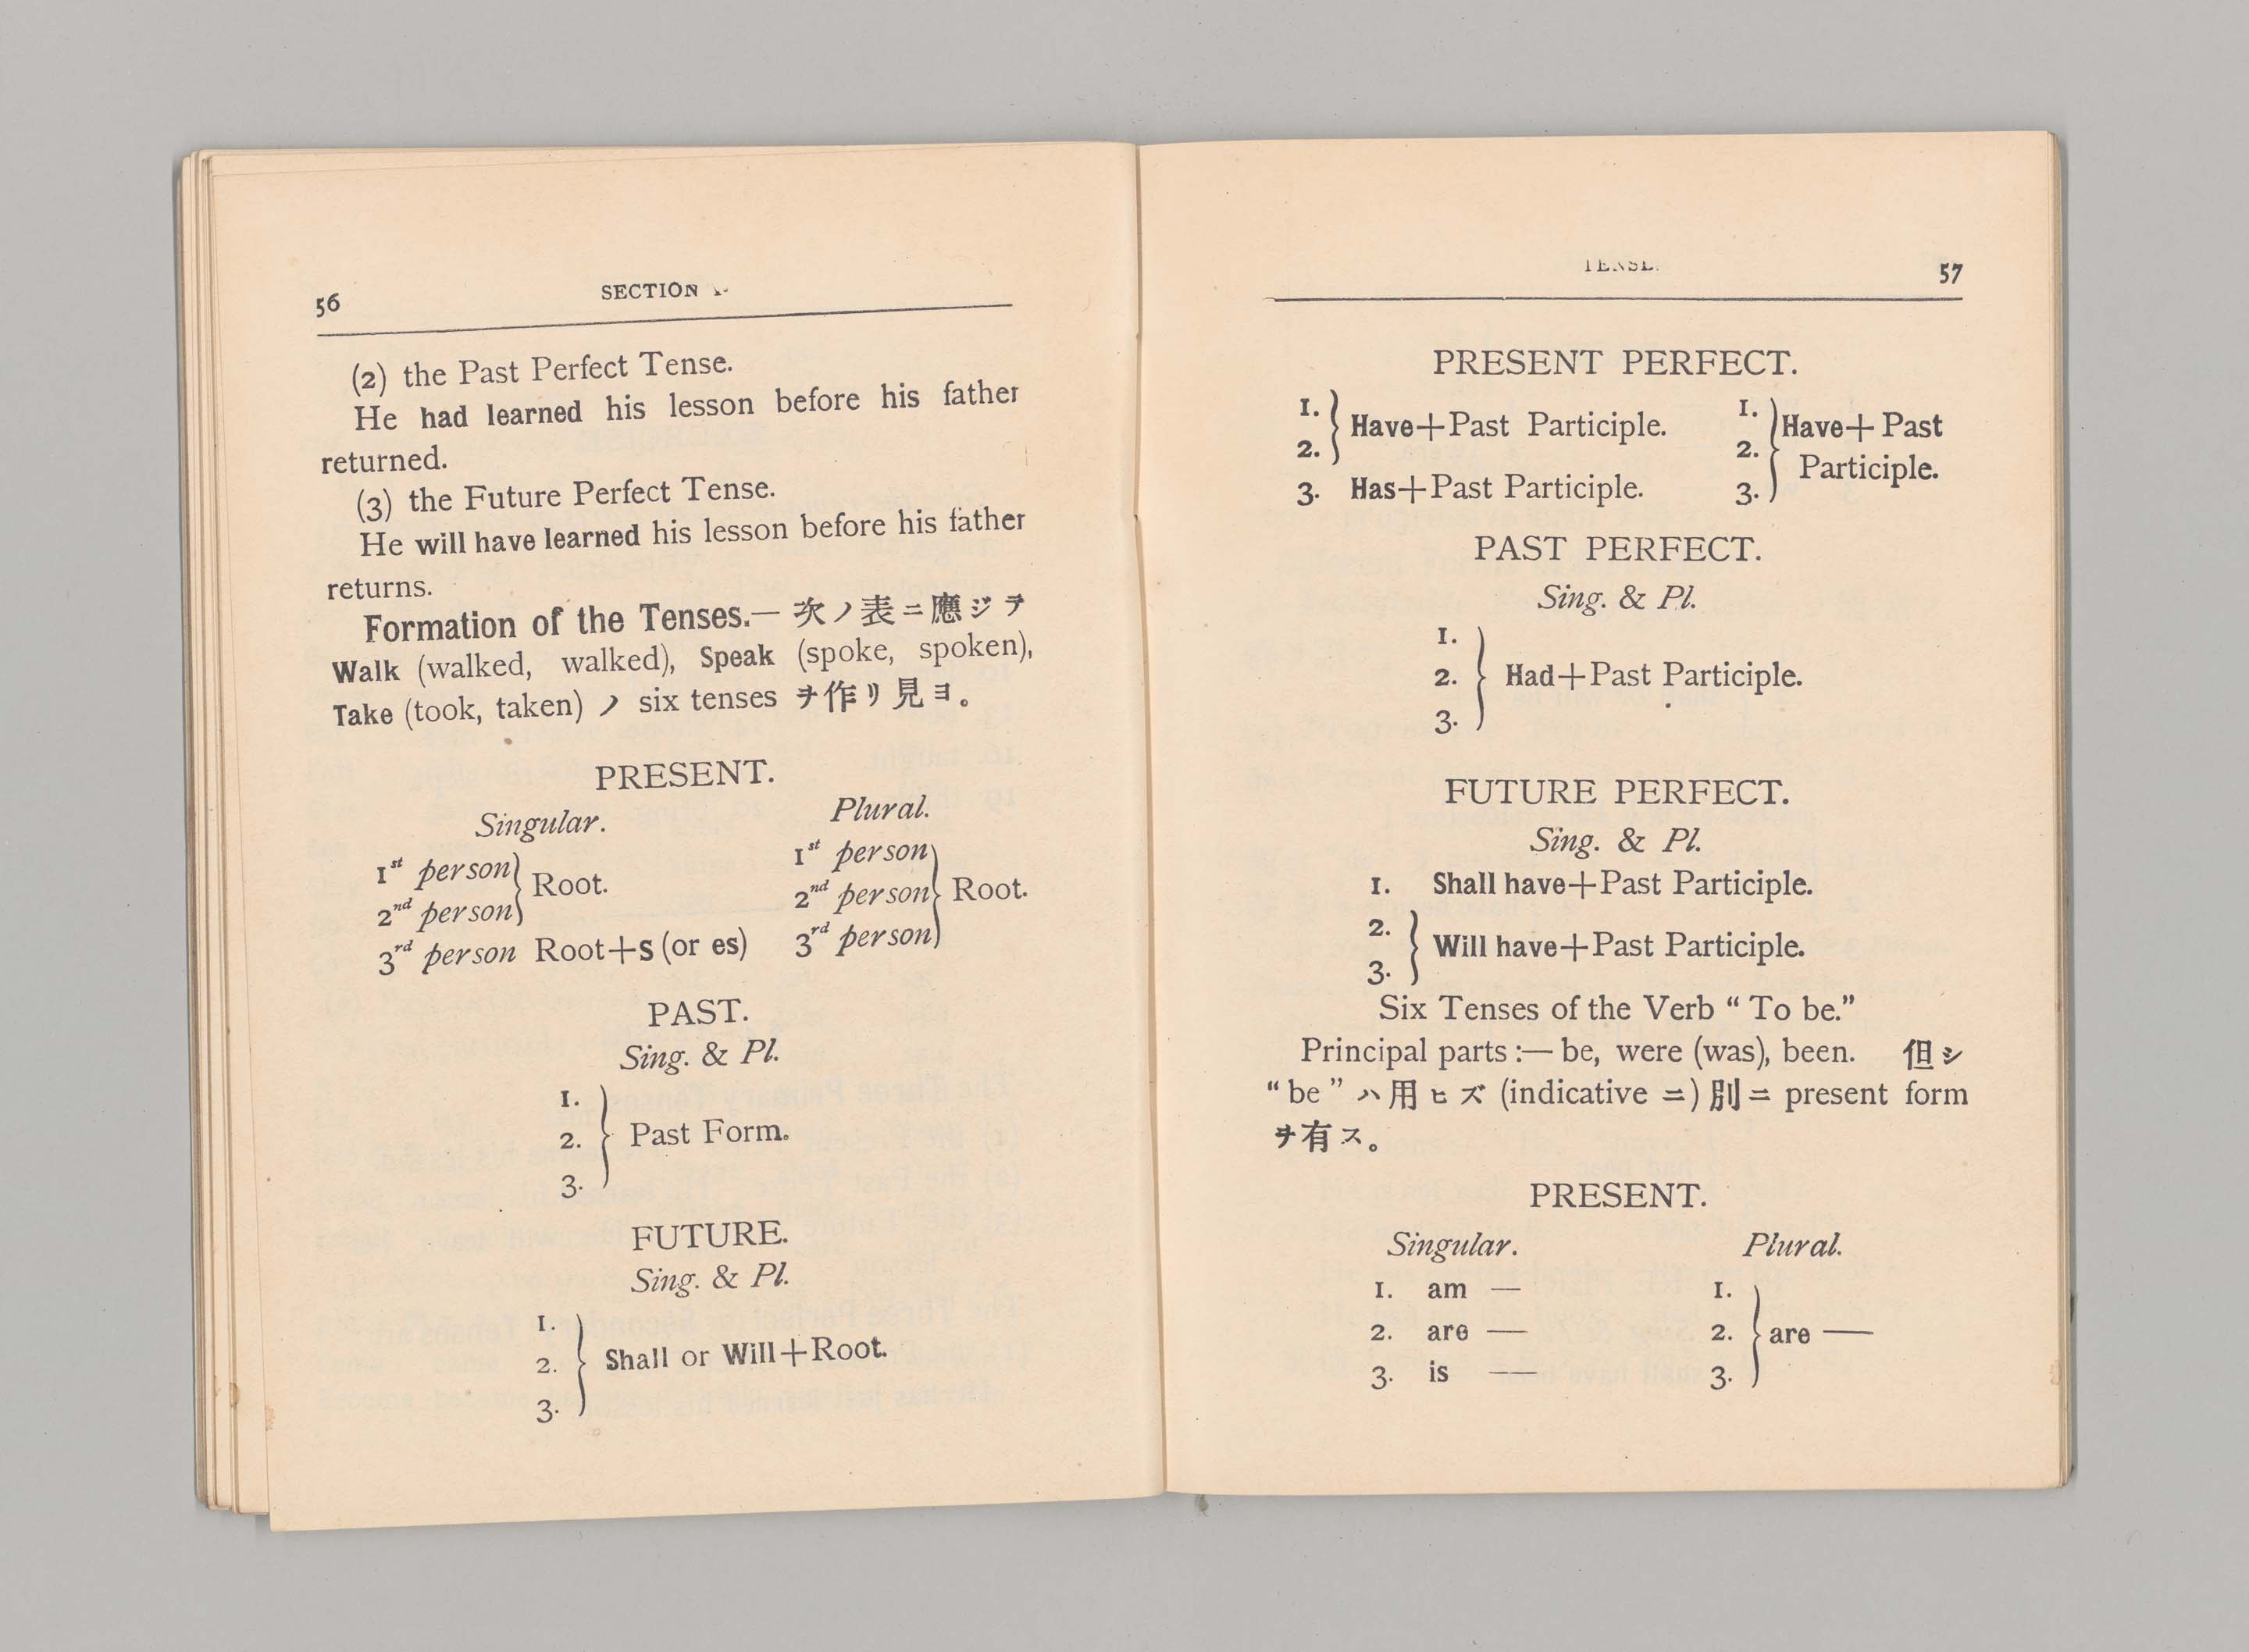 56
SECTION
(2) the Past Perfect Tense.
He had learned his lesson before his father
returned.
(3) the Future Perfect Tense.
He will have learned his lesson before his father
returns.
Formation of the Tenses.— 次ノ表ニ應ジテ
Walk (walked, walked), Speak (spoke, spoken),
Take (took, taken) ノ six tenses ヲ作リ見ヨ。
PRESENT.
Singular. Plural.
1st person } Root. 1st person }
2nd person } 2nd person } Root.
3rd person Root+s (or es) 3rd person }
PAST.
Sing. & Pl.
1.
2. } Past Form.
3.
FUTURE.
Sing. & Pl.
1.
2. } Shall or Will+Root.
3.
TENSE.
57
PRESENT PERFECT.
1. } Have+Past Participle. 1. } Have+Past
2. } 2. } Participle.
3. Has+Past Participle. 3. }
PAST PERFECT.
Sing. & Pl.
1.
2. } Had+Past Participle.
3.
FUTURE PERFECT.
Sing. & Pl.
1. Shall have+Past Participle.
2. } Will have+Past Participle.
3. }
Six Tenses of the Verb “To be.”
Principal parts :— be, were (was), been. 但シ
“be” ハ用ヒズ (indicative ニ) 別ニ present form
ヲ有ス。
PRESENT.
Singular. Plural.
1. am — 1. }
2. are — 2. } are —
3. is — 3. }